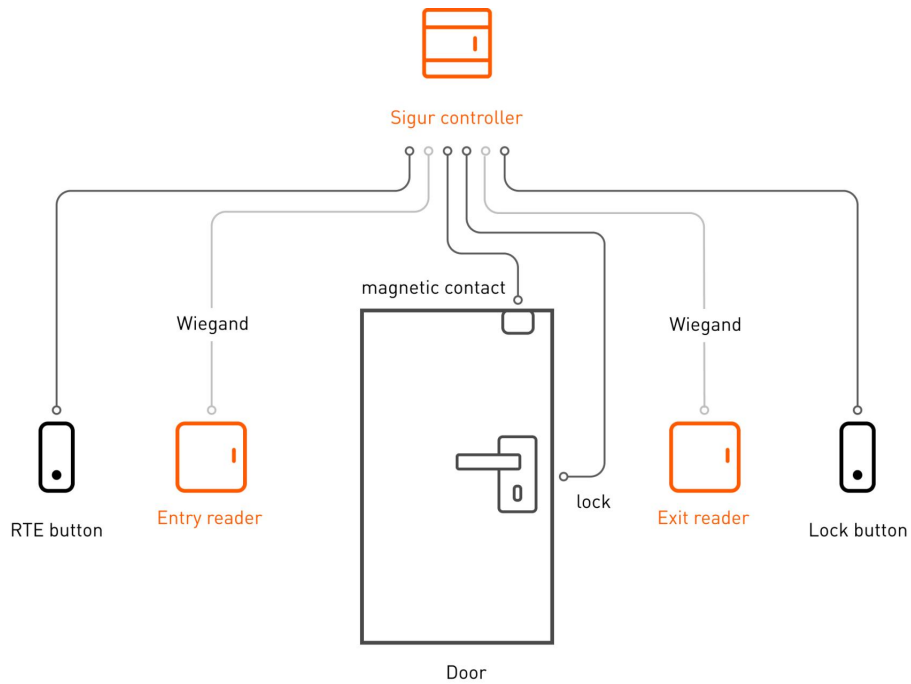 Sigur controller
magnetic contact
Wiegand
Wiegand
lock
Entry reader
Exit reader
RTE button
Lock button
Door